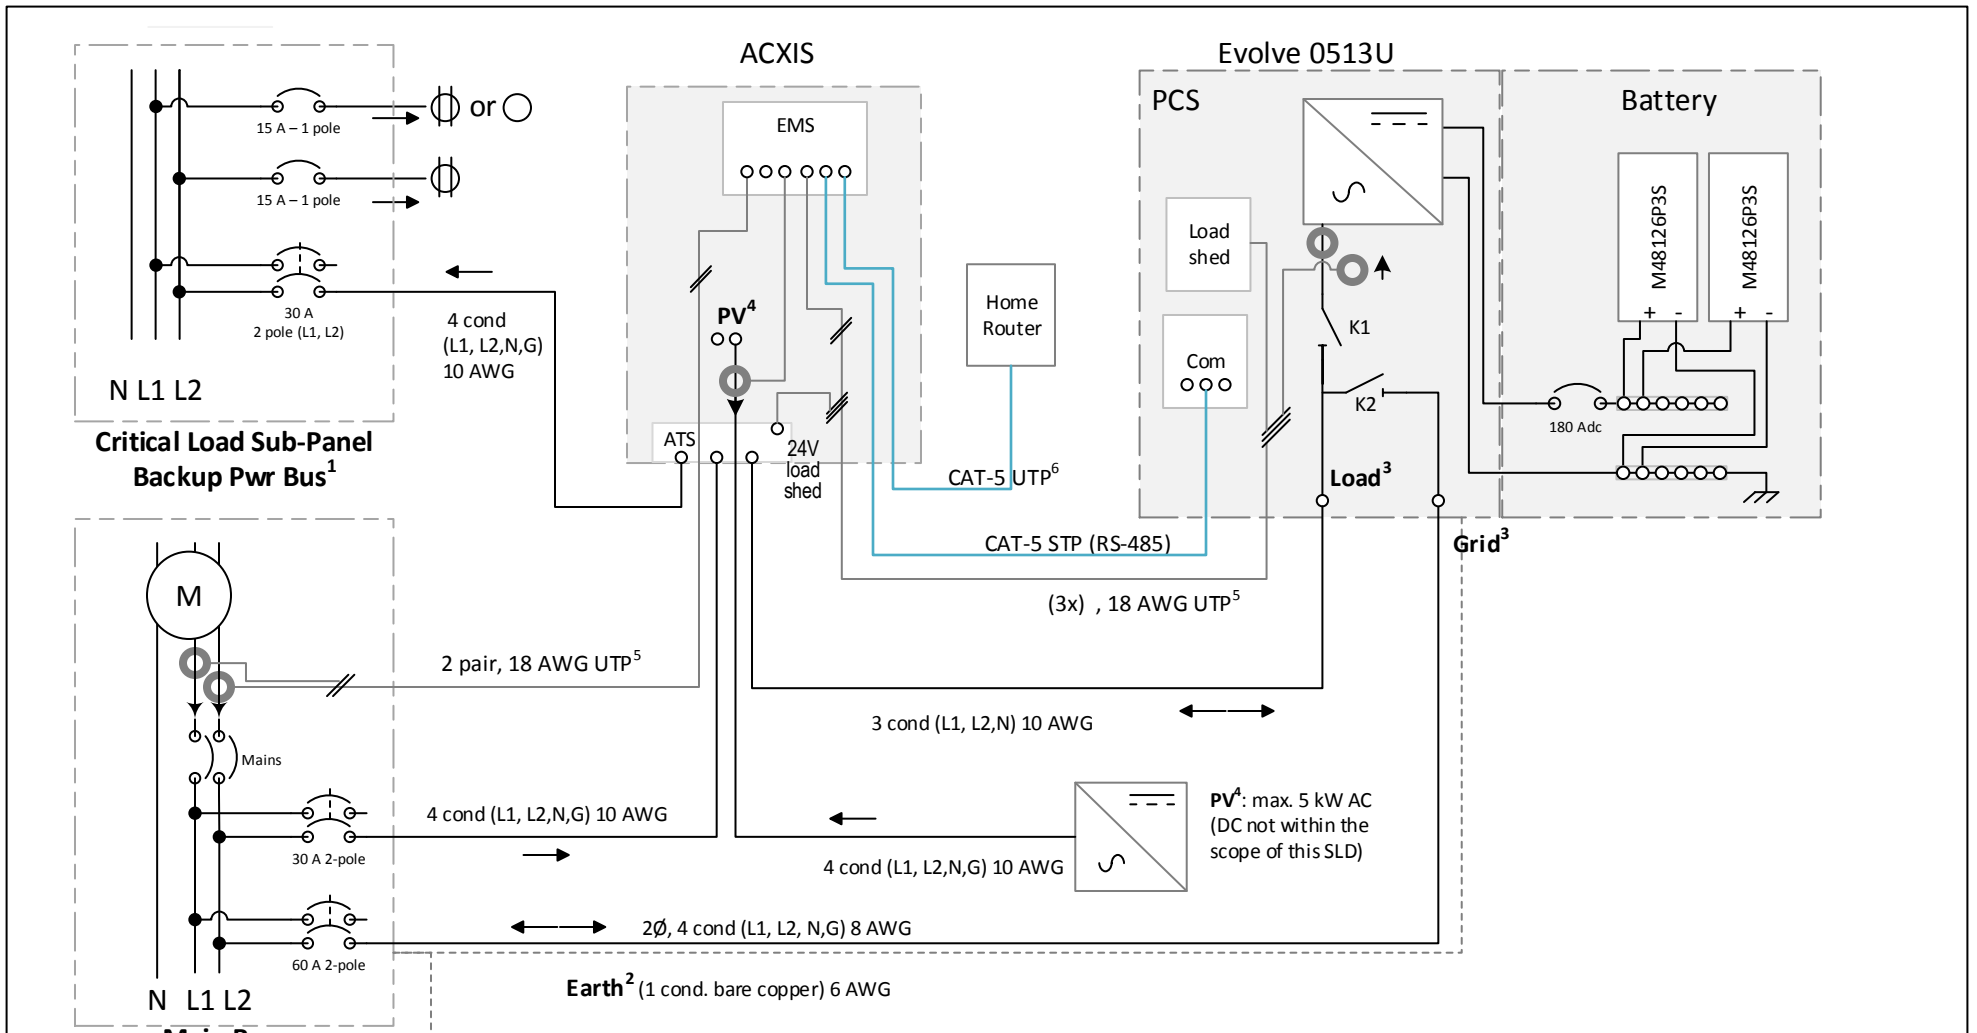 ACXIS
Evolve 0513U
15 A – 1 pole
or
15 A – 1 pole
30 A
2 pole (L1, L2)
N L1 L2
Critical Load Sub-Panel
Backup Pwr Bus1
4 cond
(L1, L2,N,G)
10 AWG
EMS
PV4
ATS
24V
load
shed
Home
Router
CAT-5 UTP6
CAT-5 STP (RS-485)
(3x) , 18 AWG UTP5
PCS
Load
shed
Com
K1
K2
Load3
Grid3
Battery
M48126P3S
M48126P3S
+ -
+ -
180 Adc
M
2 pair, 18 AWG UTP5
3 cond (L1, L2,N) 10 AWG
Mains
4 cond (L1, L2,N,G) 10 AWG
30 A 2-pole
4 cond (L1, L2,N,G) 10 AWG
PV4: max. 5 kW AC
(DC not within the
scope of this SLD)
2Ø, 4 cond (L1, L2, N,G) 8 AWG
60 A 2-pole
Earth2 (1 cond. bare copper) 6 AWG
N L1 L2